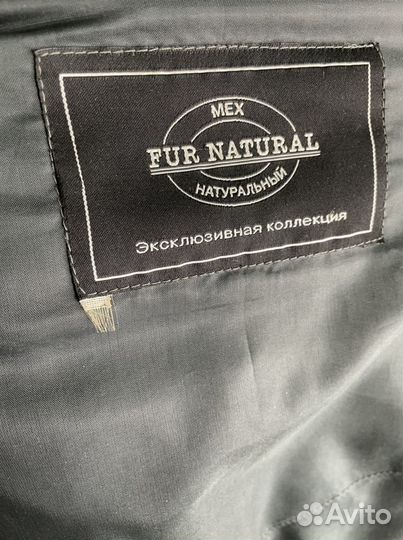 МЕХ
FUR NATURAL
НАТУРАЛЬНЫЙ
Эксклюзивная коллекция
Avito